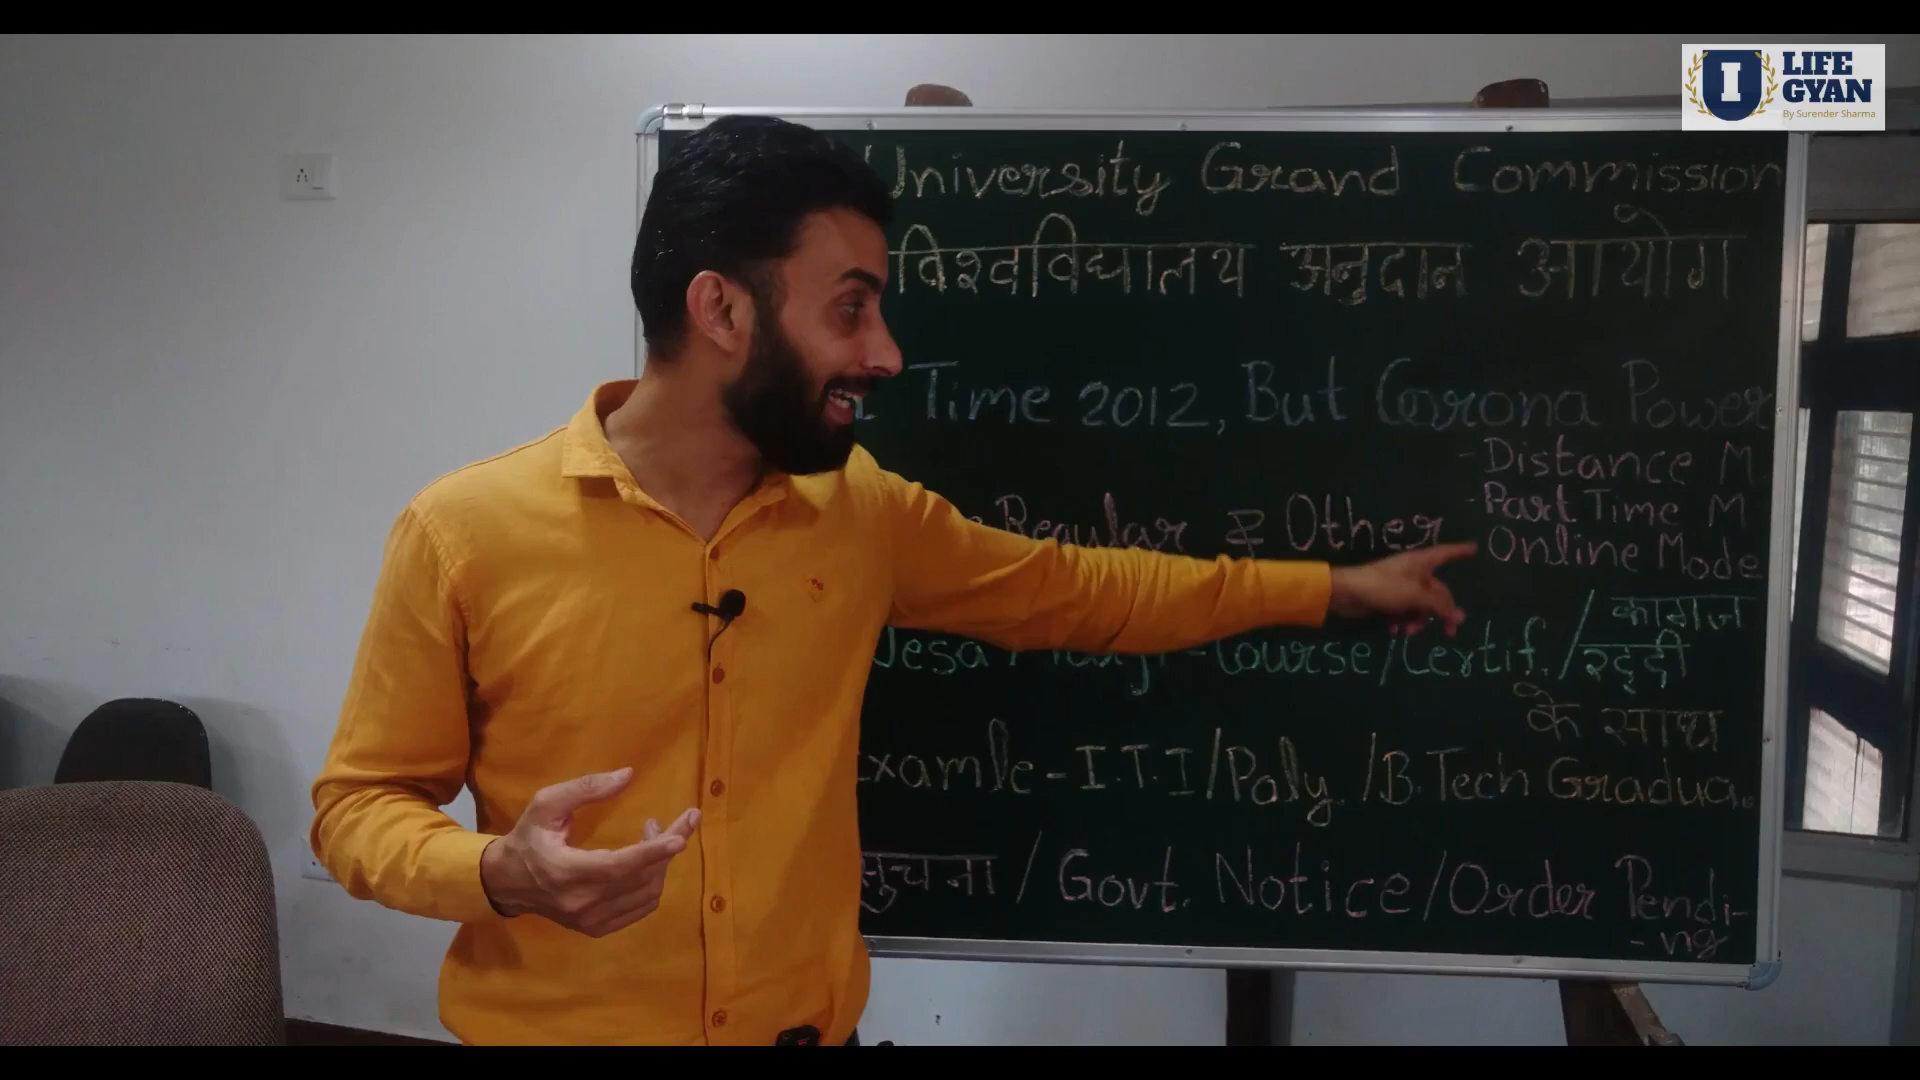 LIFE
GYAN
By Surender Sharma
University Grand Commission
विश्वविद्यालय अनुदान आयोग
Time 2012, But Corona Power
- Distance M
- Part Time M
Regular & Other
Online Mode
Course/Certif./
कागज
रद्दी
के साथ
Examle-I.T.I/Poly./B.Tech Gradua.
सुचना / Govt. Notice/Order Pendi-
- ng